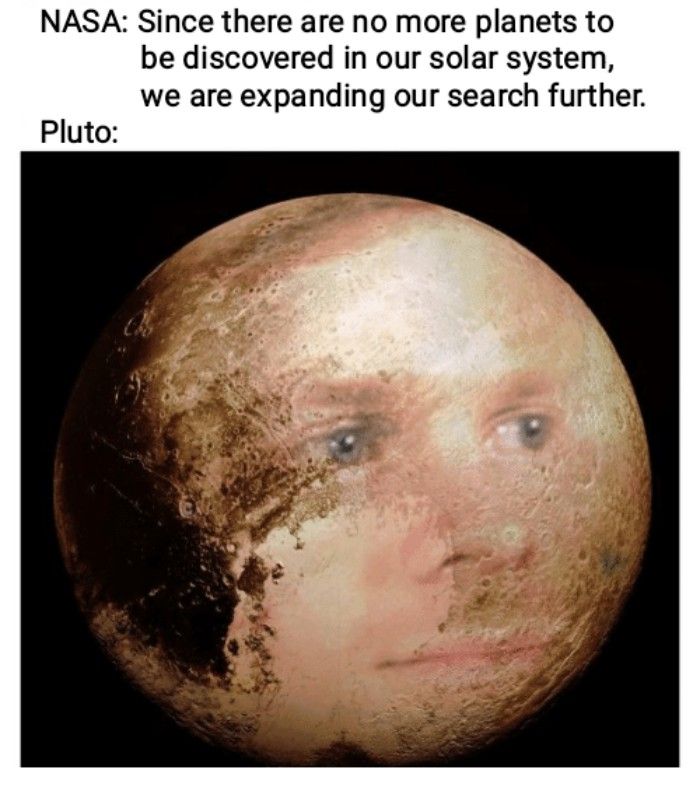 NASA: Since there are no more planets to
be discovered in our solar system,
we are expanding our search further.
Pluto: